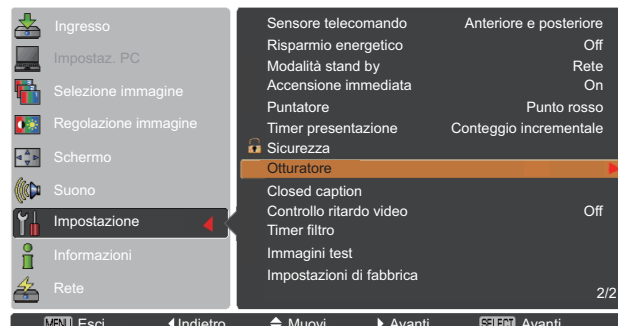 Ingresso
Impostaz. PC
Selezione immagine
Regolazione immagine
Schermo
Suono
Impostazione
Informazioni
Rete
Sensore telecomando Anteriore e posteriore
Risparmio energetico Off
Modalità stand by Rete
Accensione immediata On
Puntatore Punto rosso
Timer presentazione Conteggio incrementale
Sicurezza
Otturatore
Closed caption
Controllo ritardo video Off
Timer filtro
Immagini test
Impostazioni di fabbrica
2/2
MENU Esci Indietro Muovi Avanti SELECT Avanti